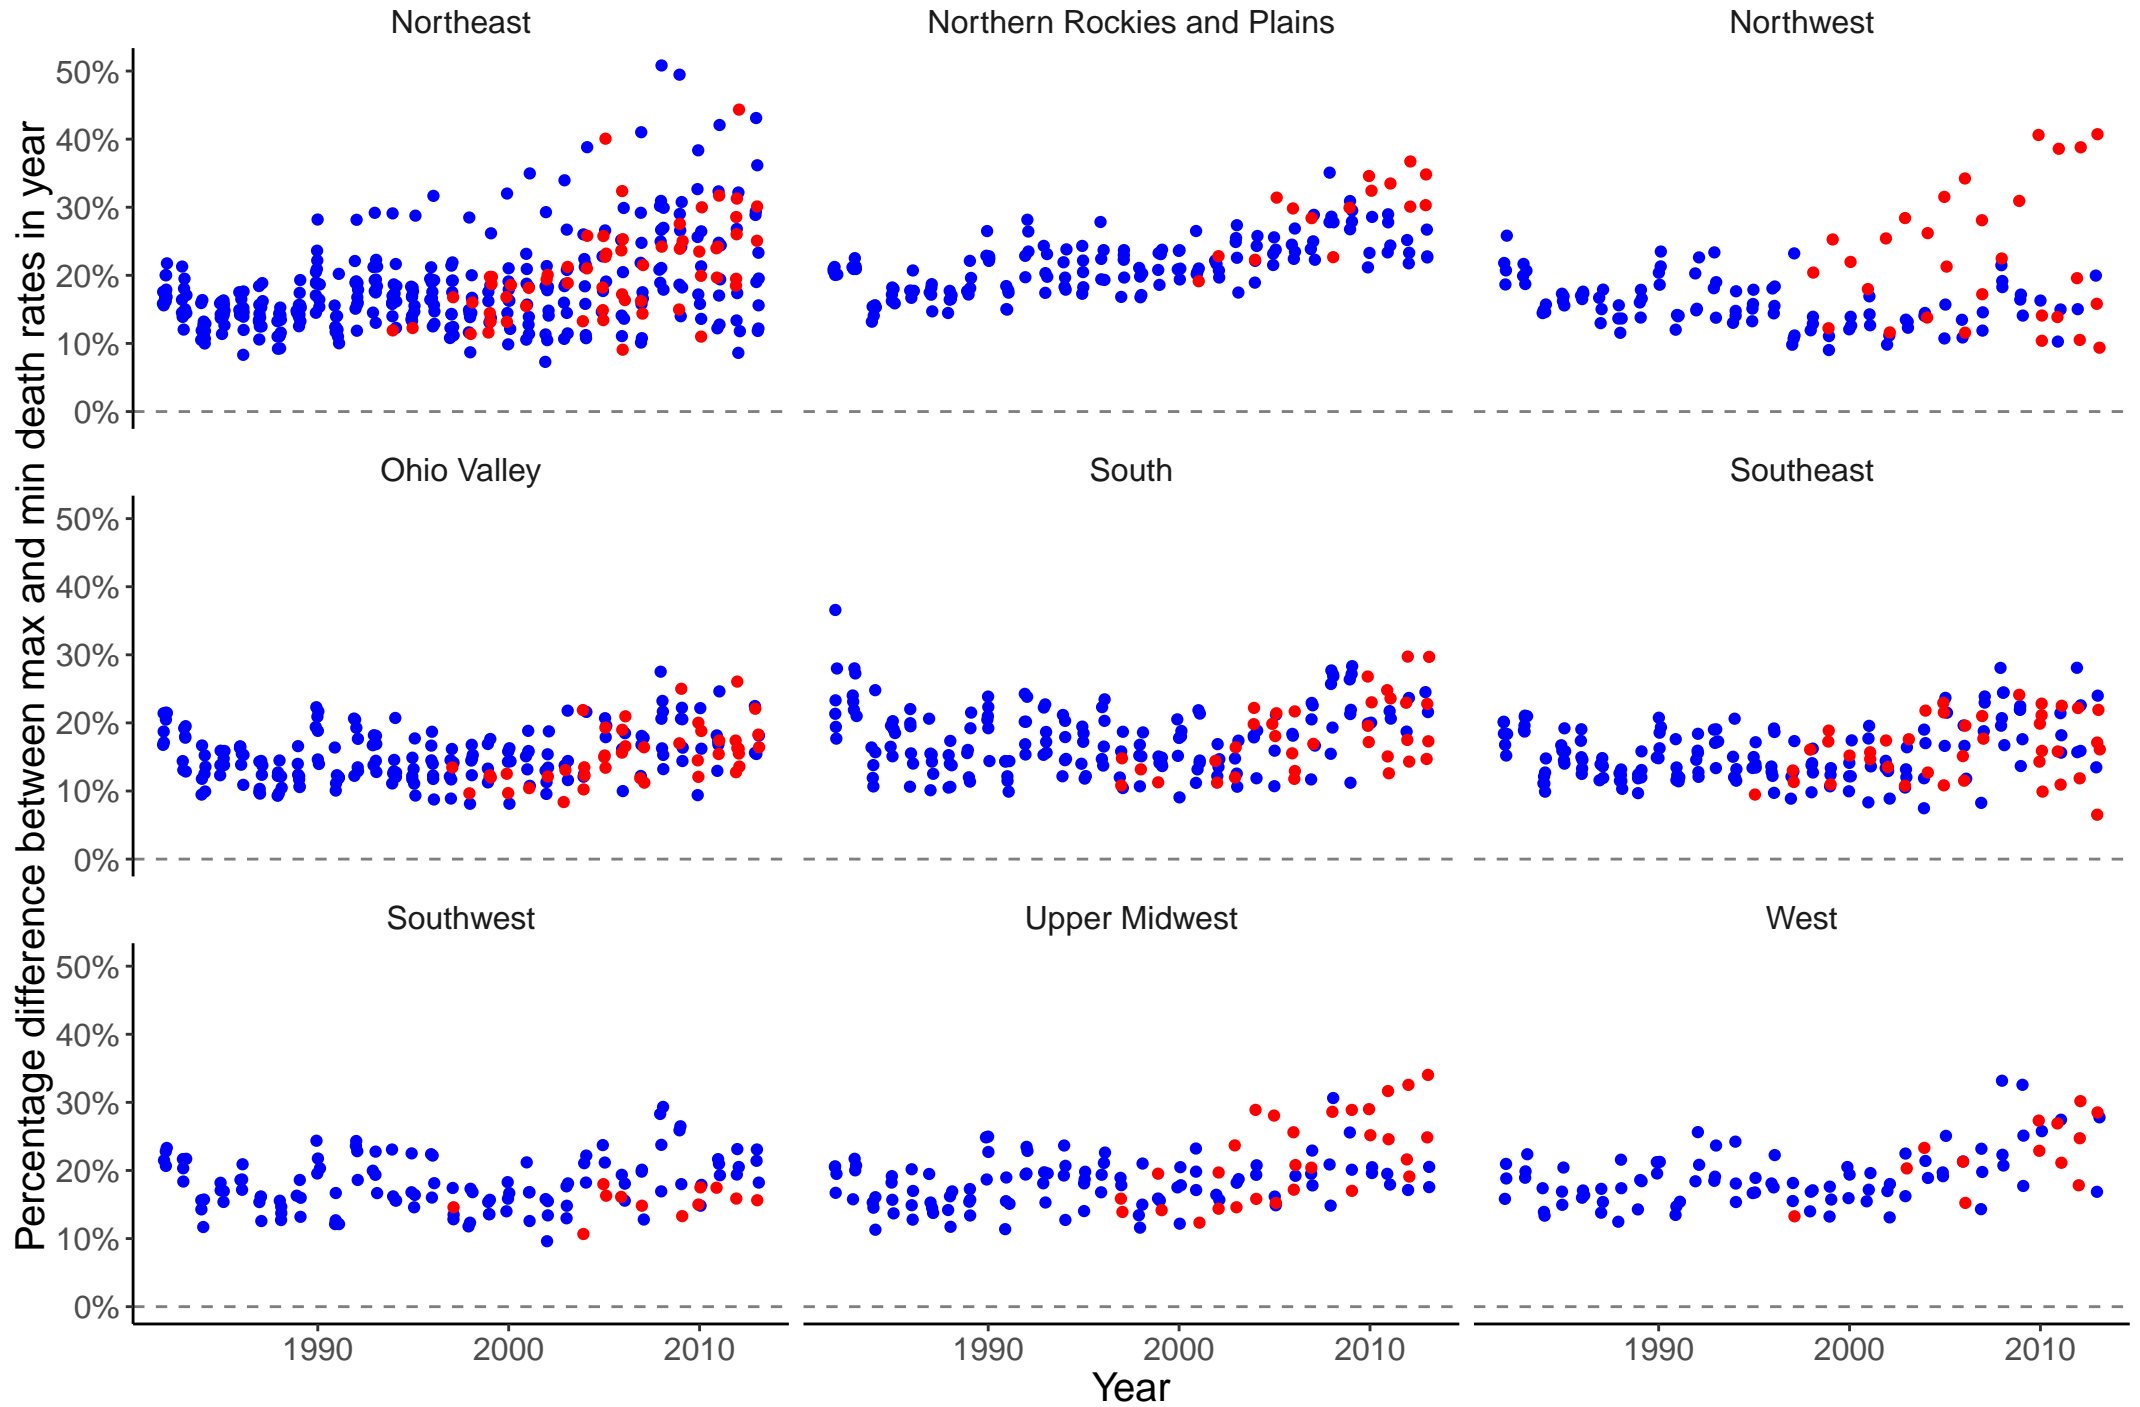 Northeast
Northern Rockies and Plains
Northwest
50%
40%
30%
20%
10%
0%
Ohio Valley
South
Southeast
50%
40%
30%
20%
10%
0%
Southwest
Upper Midwest
West
50%
40%
30%
20%
10%
0%
1990 2000 2010
1990 2000 2010
1990 2000 2010
Year
Percentage difference between max and min death rates in year